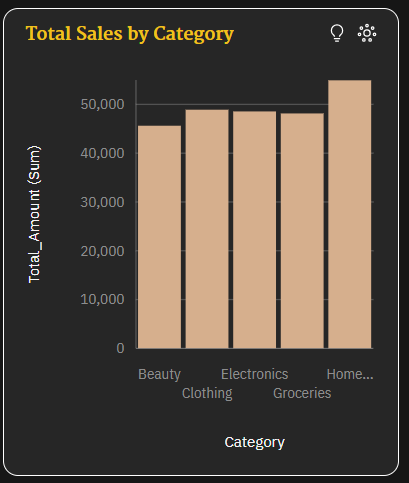 Total Sales by Category
Total_Amount (Sum)
50,000
40,000
30,000
20,000
10,000
0
Beauty
Clothing
Electronics
Groceries
Home...
Category